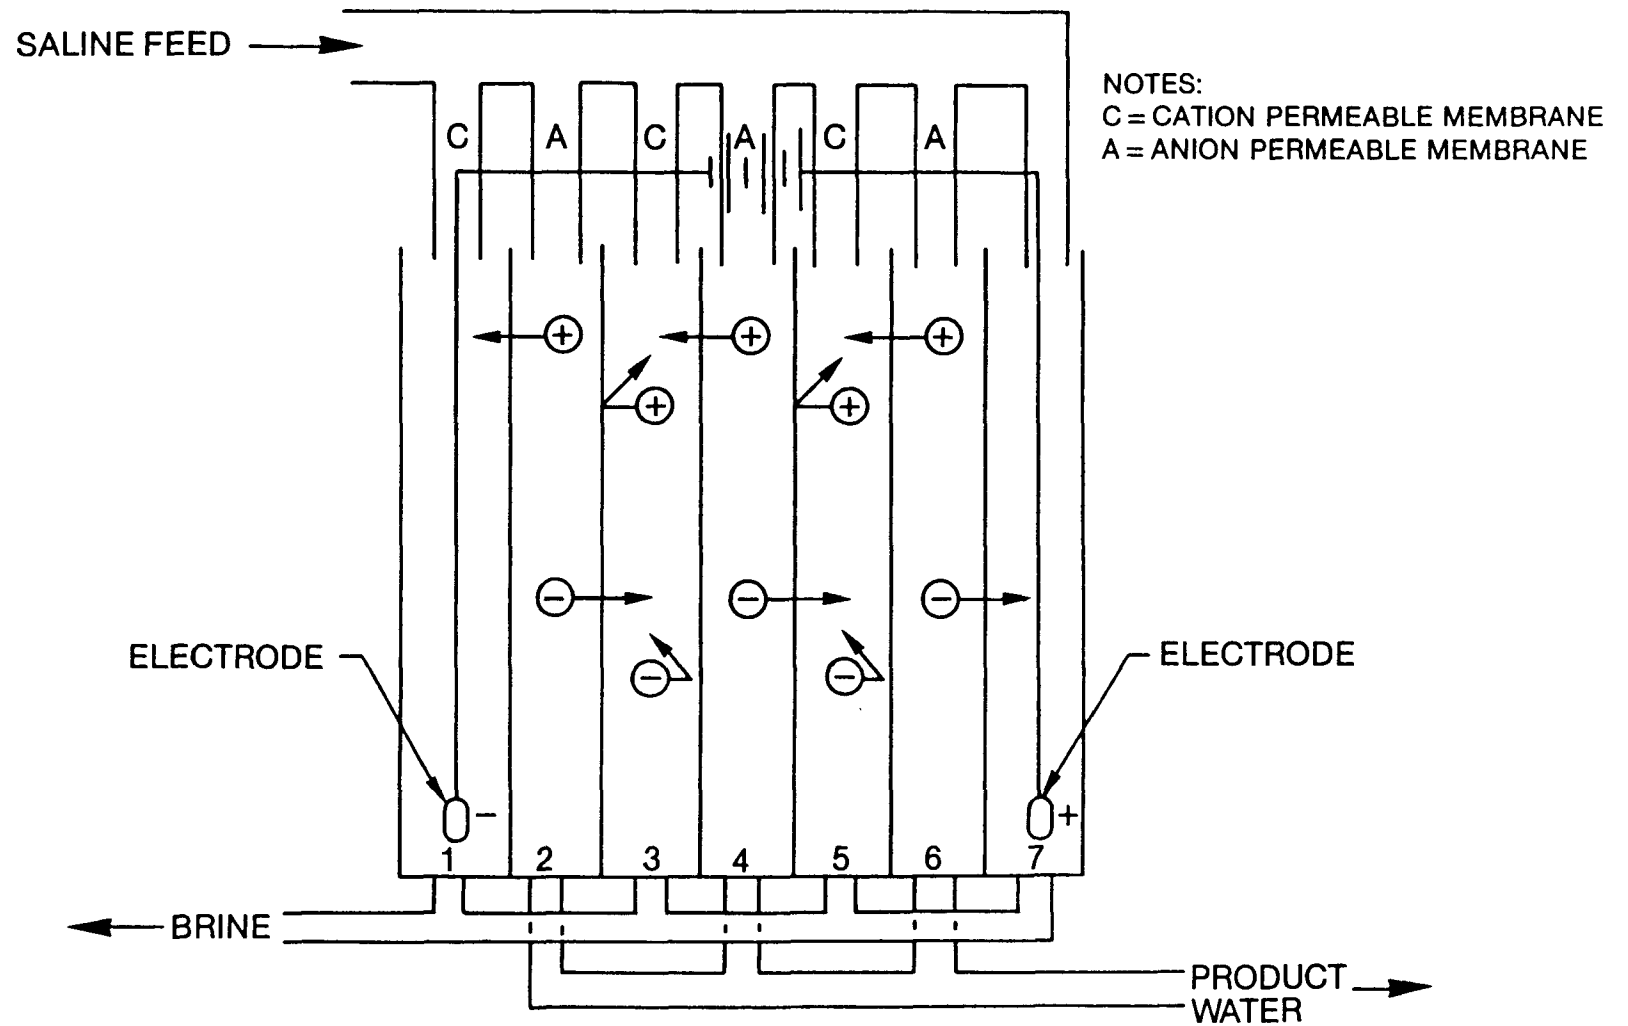 SALINE FEED
NOTES:
C = CATION PERMEABLE MEMBRANE
A = ANION PERMEABLE MEMBRANE
C A C A C A
+ + +
+ +
− − −
− −
ELECTRODE
ELECTRODE
− +
1 2 3 4 5 6 7
BRINE
PRODUCT
WATER